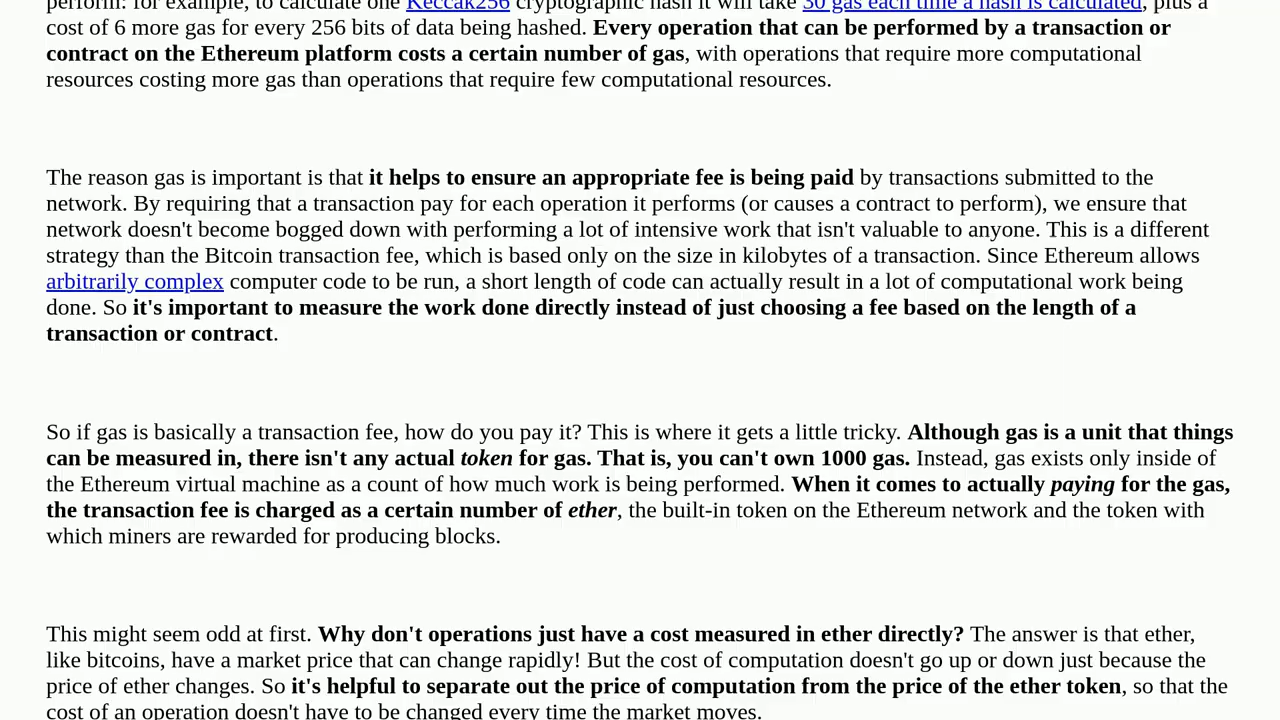 perform: for example, to calculate one Keccak256 cryptographic hash it will take 30 gas each time a hash is calculated, plus a
cost of 6 more gas for every 256 bits of data being hashed. Every operation that can be performed by a transaction or
contract on the Ethereum platform costs a certain number of gas, with operations that require more computational
resources costing more gas than operations that require few computational resources.
The reason gas is important is that it helps to ensure an appropriate fee is being paid by transactions submitted to the
network. By requiring that a transaction pay for each operation it performs (or causes a contract to perform), we ensure that
network doesn't become bogged down with performing a lot of intensive work that isn't valuable to anyone. This is a different
strategy than the Bitcoin transaction fee, which is based only on the size in kilobytes of a transaction. Since Ethereum allows
arbitrarily complex computer code to be run, a short length of code can actually result in a lot of computational work being
done. So it's important to measure the work done directly instead of just choosing a fee based on the length of a
transaction or contract.
So if gas is basically a transaction fee, how do you pay it? This is where it gets a little tricky. Although gas is a unit that things
can be measured in, there isn't any actual token for gas. That is, you can't own 1000 gas. Instead, gas exists only inside of
the Ethereum virtual machine as a count of how much work is being performed. When it comes to actually paying for the gas,
the transaction fee is charged as a certain number of ether, the built-in token on the Ethereum network and the token with
which miners are rewarded for producing blocks.
This might seem odd at first. Why don't operations just have a cost measured in ether directly? The answer is that ether,
like bitcoins, have a market price that can change rapidly! But the cost of computation doesn't go up or down just because the
price of ether changes. So it's helpful to separate out the price of computation from the price of the ether token, so that the
cost of an operation doesn't have to be changed every time the market moves.